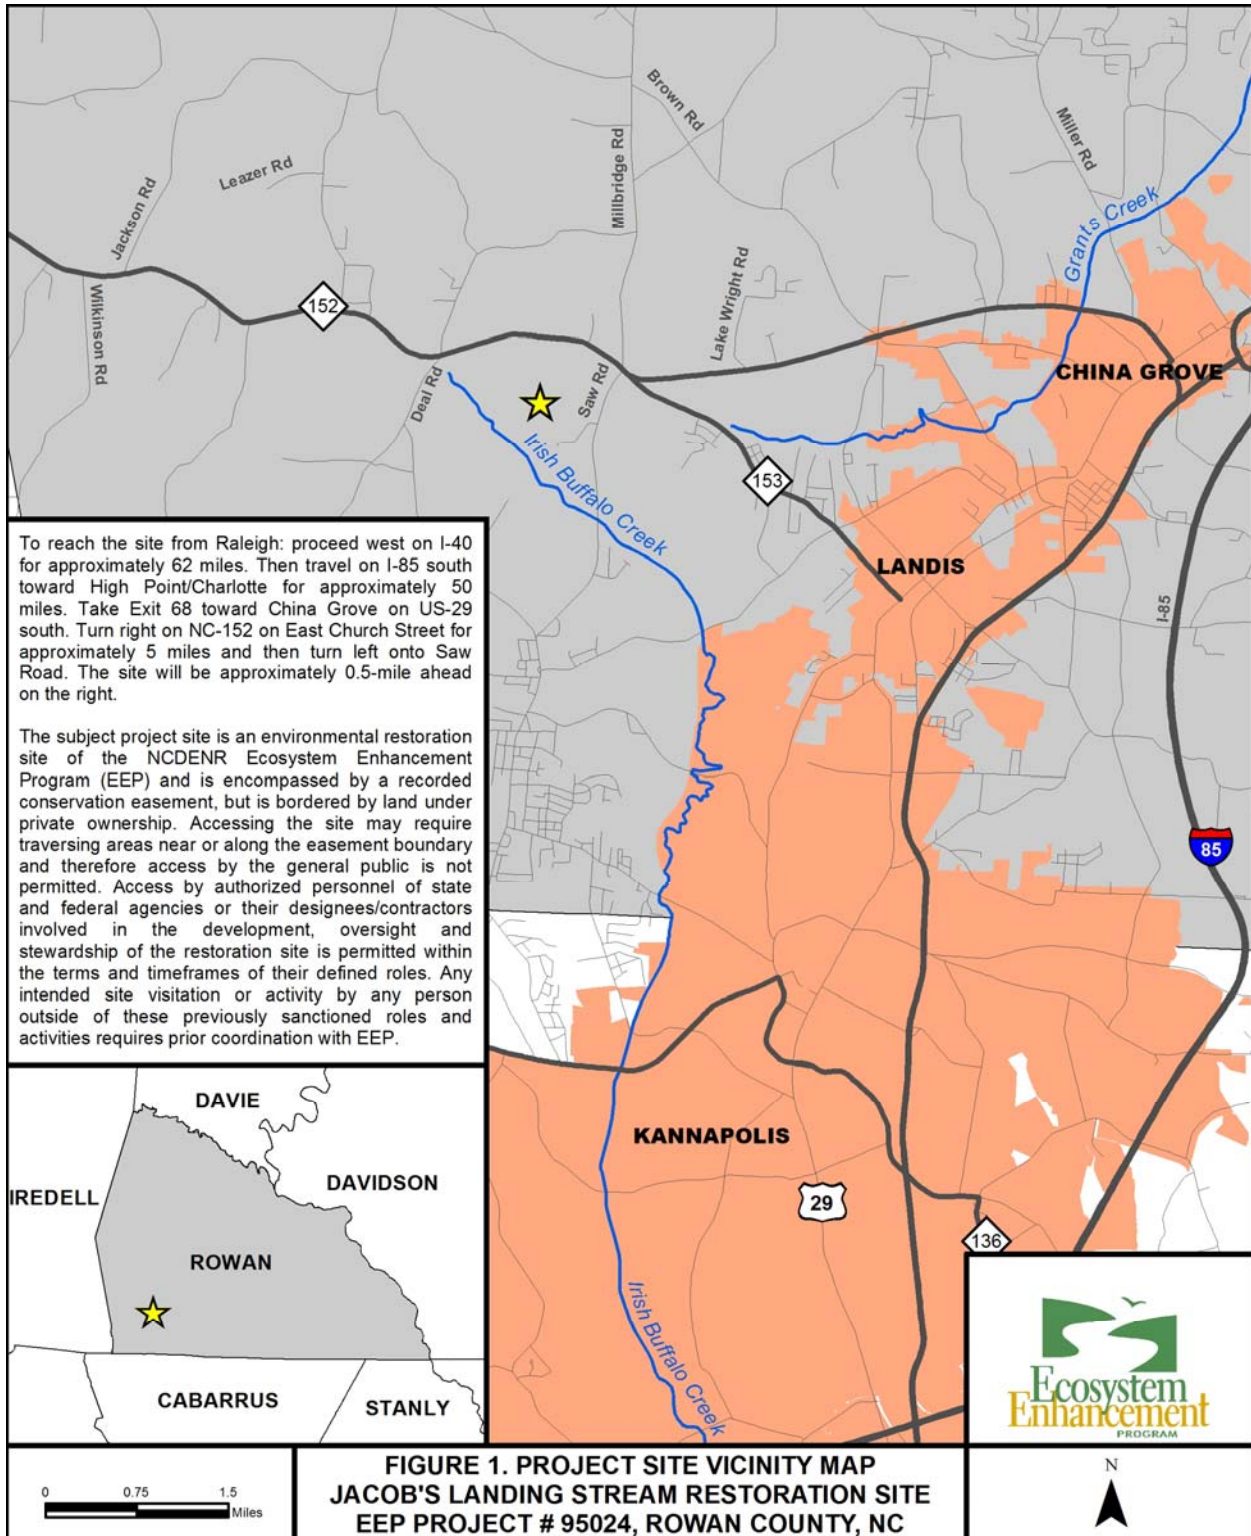 Brown Rd
Miller Rd
Millbridge Rd
Leazer Rd
Jackson Rd
Grants Creek
Lake Wright Rd
152
Wilkinson Rd
CHINA GROVE
Deal Rd
Saw Rd
Irish Buffalo Creek
153
LANDIS
I-85
To reach the site from Raleigh: proceed west on I-40
for approximately 62 miles. Then travel on I-85 south
toward High Point/Charlotte for approximately 50
miles. Take Exit 68 toward China Grove on US-29
south. Turn right on NC-152 on East Church Street for
approximately 5 miles and then turn left onto Saw
Road. The site will be approximately 0.5-mile ahead
on the right.
The subject project site is an environmental restoration
site of the NCDENR Ecosystem Enhancement
Program (EEP) and is encompassed by a recorded
conservation easement, but is bordered by land under
private ownership. Accessing the site may require
traversing areas near or along the easement boundary
and therefore access by the general public is not
permitted. Access by authorized personnel of state
and federal agencies or their designees/contractors
involved in the development, oversight and
stewardship of the restoration site is permitted within
the terms and timeframes of their defined roles. Any
intended site visitation or activity by any person
outside of these previously sanctioned roles and
activities requires prior coordination with EEP.
85
KANNAPOLIS
29
136
Irish Buffalo Creek
DAVIE
DAVIDSON
IREDELL
ROWAN
CABARRUS
STANLY
Ecosystem
Enhancement
PROGRAM
0 0.75 1.5
Miles
FIGURE 1. PROJECT SITE VICINITY MAP
JACOB'S LANDING STREAM RESTORATION SITE
EEP PROJECT # 95024, ROWAN COUNTY, NC
N